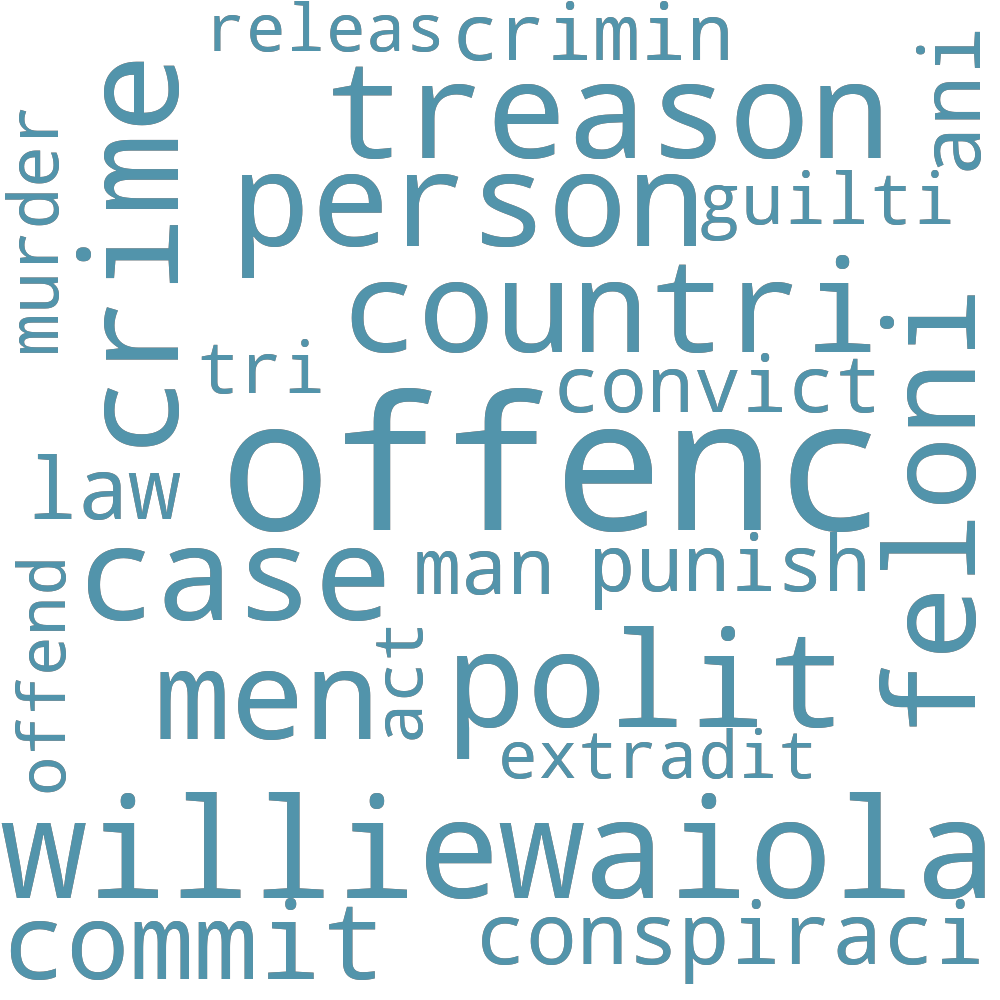 releas
crimin
treason
ani
crime
murder
person
guilti
countri
feloni
tri
convict
offenc
law
case
man
punish
offend
act
men
polit
extradit
williewaiola
commit
conspiraci